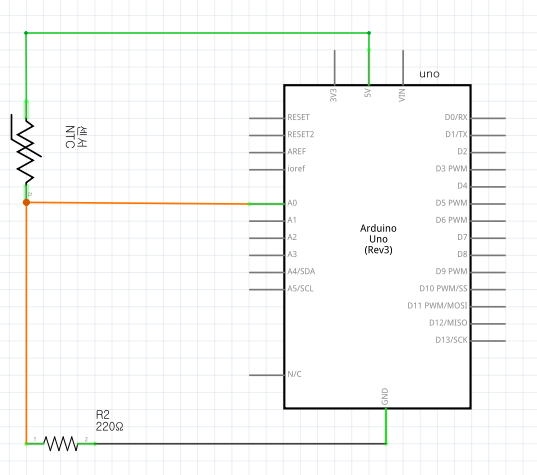 uno
3V3
5V
VIN
RESET
RESET2
AREF
ioref
A0
A1
A2
A3
A4/SDA
A5/SCL
N/C
D0/RX
D1/TX
D2
D3 PWM
D4
D5 PWM
D6 PWM
D7
D8
D9 PWM
D10 PWM/SS
D11 PWM/MOSI
D12/MISO
D13/SCK
Arduino
Uno
(Rev3)
GND
센서
NTC
R2
220Ω
1
2